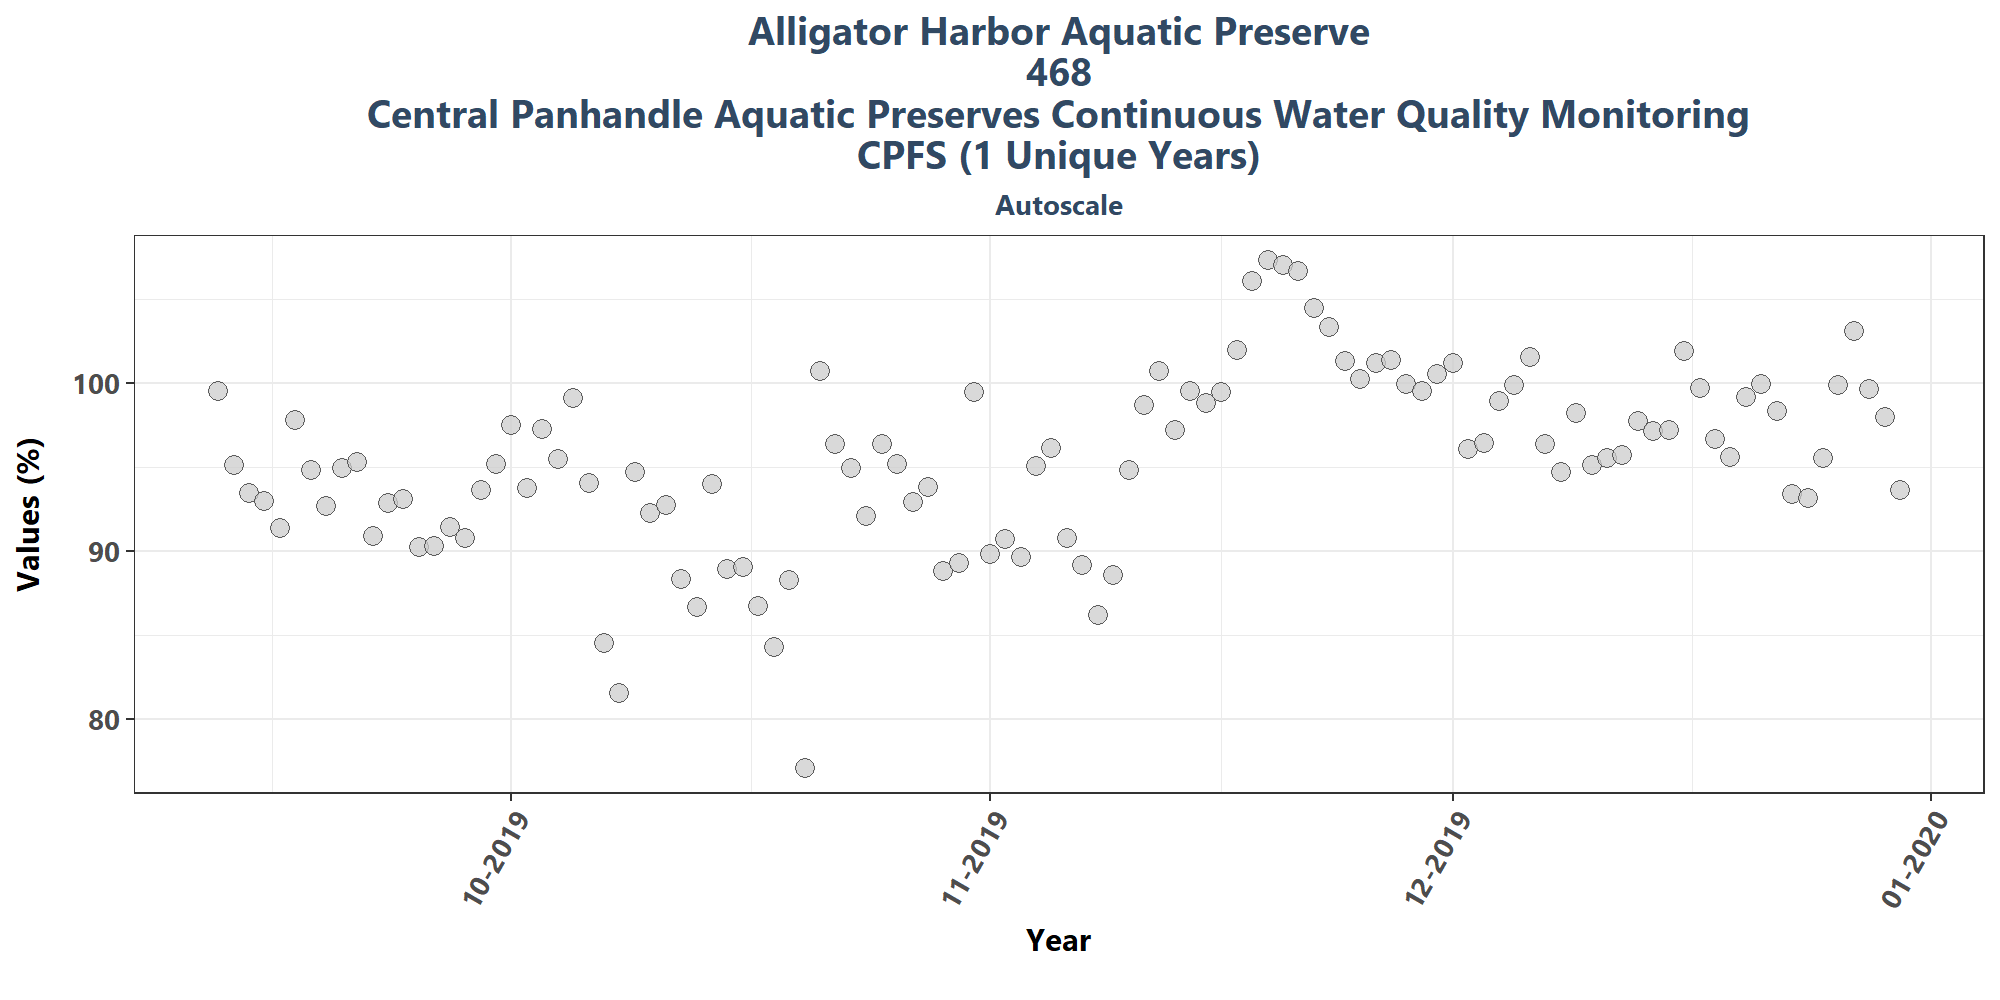 Alligator Harbor Aquatic Preserve
468
Central Panhandle Aquatic Preserves Continuous Water Quality Monitoring
CPFS (1 Unique Years)
Autoscale
Values (%)
100
90
80
10-2019
11-2019
12-2019
01-2020
Year